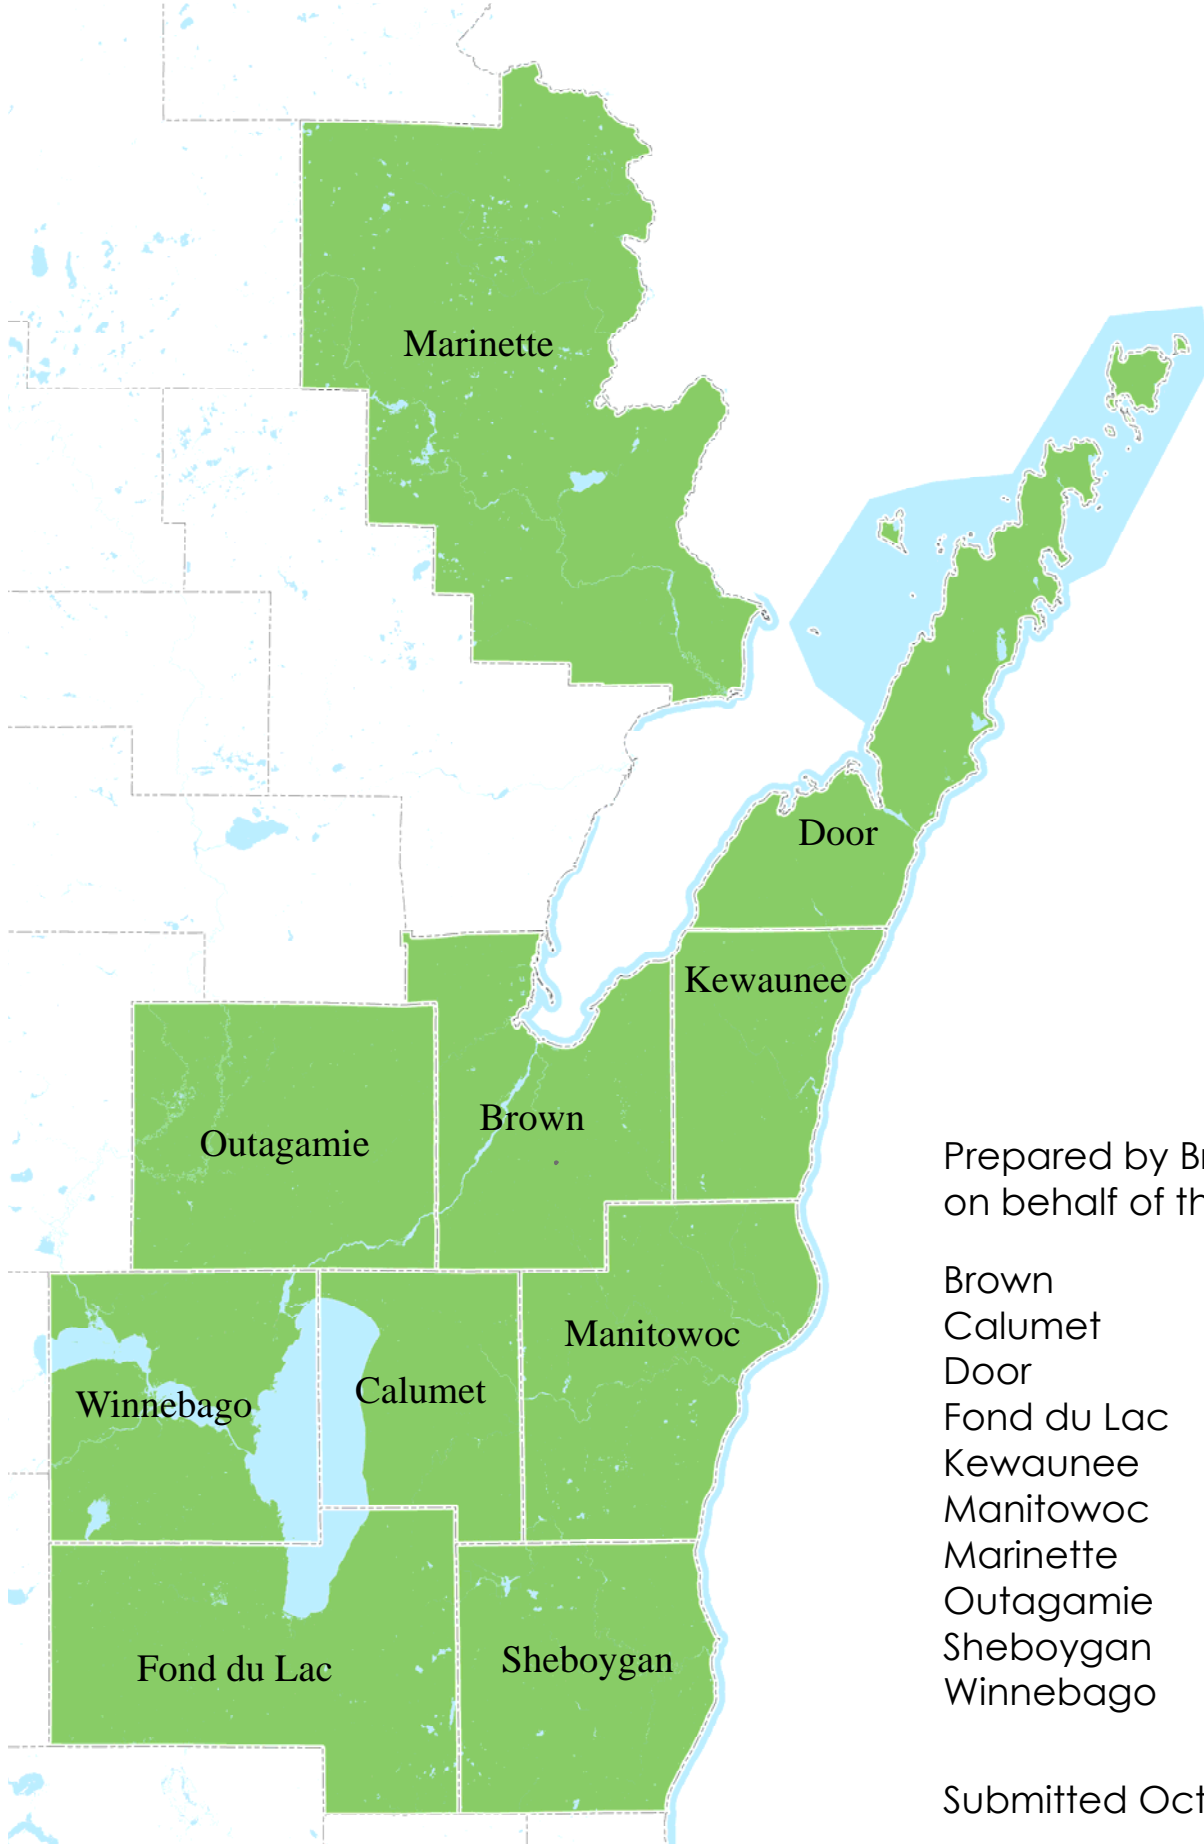 Marinette
Door
Kewaunee
Brown
Outagamie
Manitowoc
Calumet
Winnebago
Sheboygan
Fond du Lac
Prepared by
on behalf of
Brown
Calumet
Door
Fond du Lac
Kewaunee
Manitowoc
Marinette
Outagamie
Sheboygan
Winnebago
Submitted